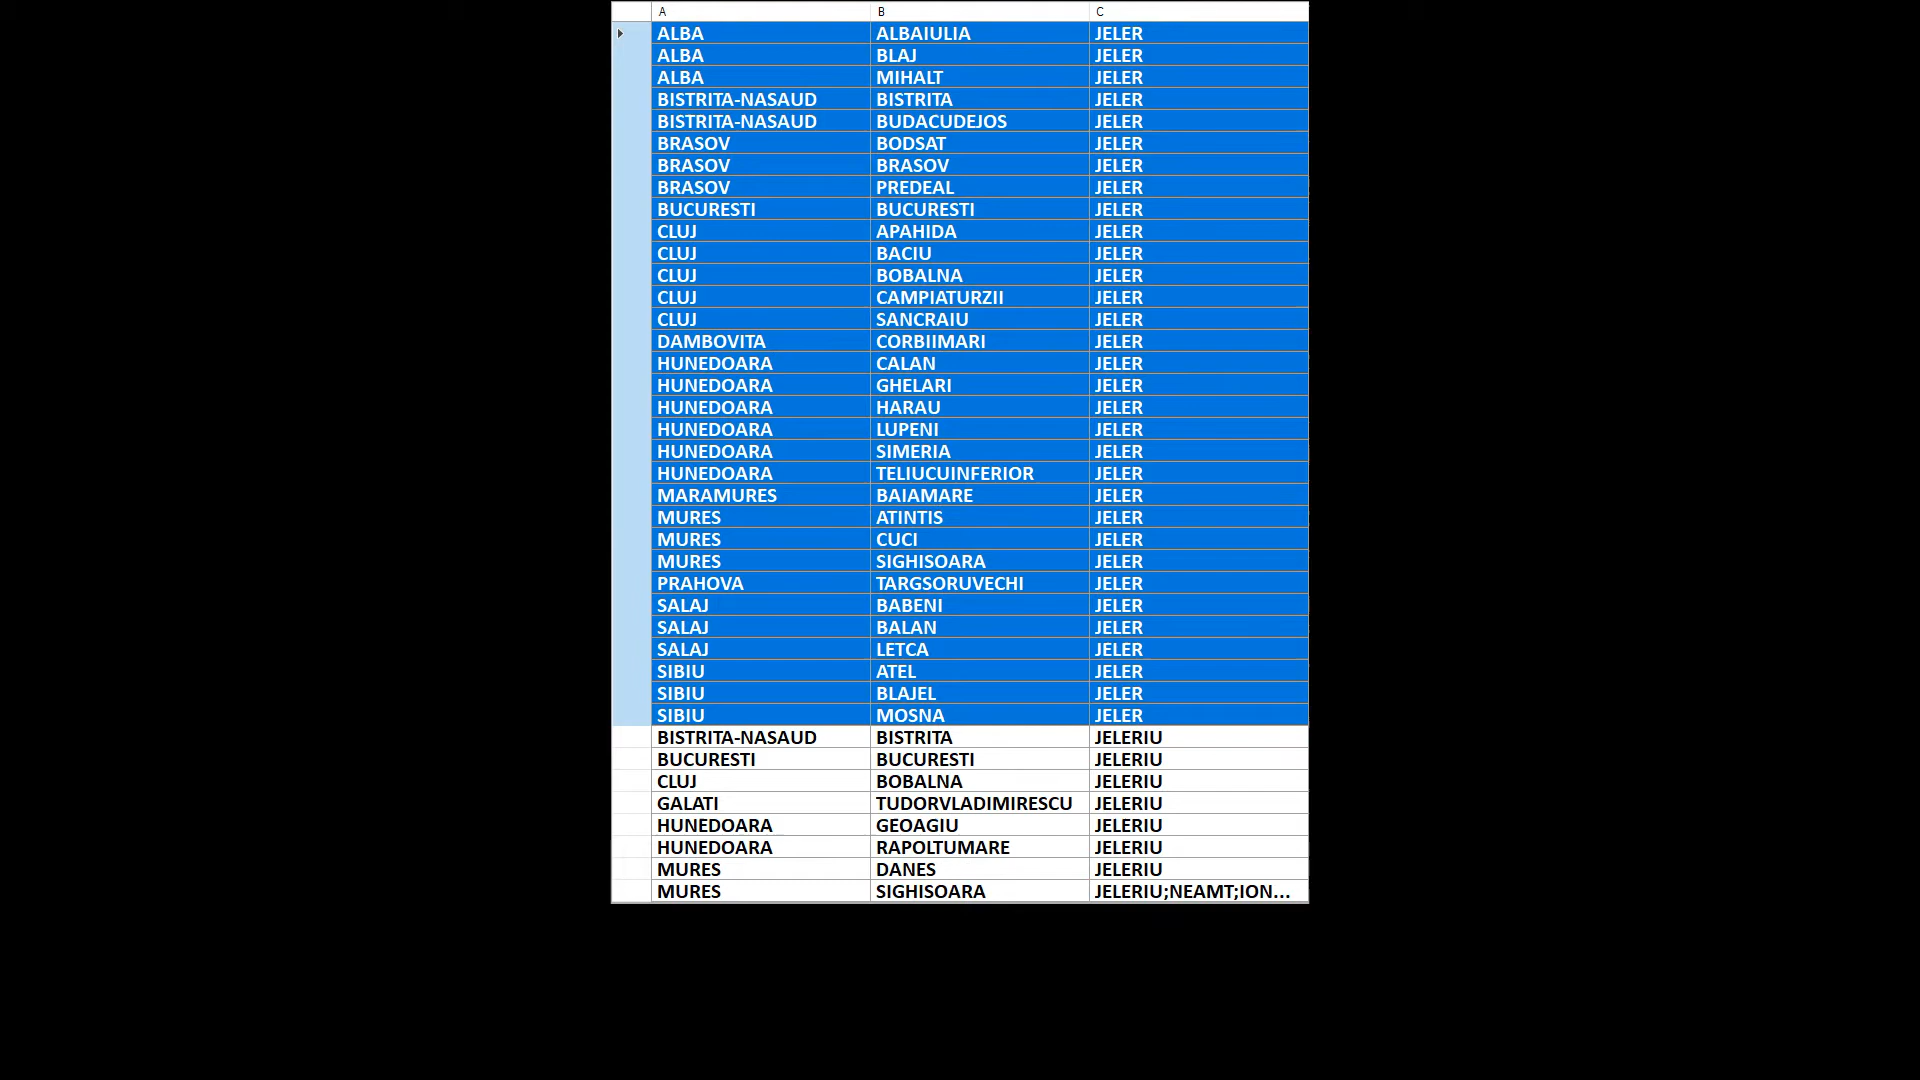 A B C
ALBA ALBAIULIA JELER
ALBA BLAJ JELER
ALBA MIHALT JELER
BISTRITA-NASAUD BISTRITA JELER
BISTRITA-NASAUD BUDACUDEJOS JELER
BRASOV BODSAT JELER
BRASOV BRASOV JELER
BRASOV PREDEAL JELER
BUCURESTI BUCURESTI JELER
CLUJ APAHIDA JELER
CLUJ BACIU JELER
CLUJ BOBALNA JELER
CLUJ CAMPIATURZII JELER
CLUJ SANCRAIU JELER
DAMBOVITA CORBIIMARI JELER
HUNEDOARA CALAN JELER
HUNEDOARA GHELARI JELER
HUNEDOARA HARAU JELER
HUNEDOARA LUPENI JELER
HUNEDOARA SIMERIA JELER
HUNEDOARA TELIUCUINFERIOR JELER
MARAMURES BAIAMARE JELER
MURES ATINTIS JELER
MURES CUCI JELER
MURES SIGHISOARA JELER
PRAHOVA TARGSORUVECHI JELER
SALAJ BABENI JELER
SALAJ BALAN JELER
SALAJ LETCA JELER
SIBIU ATEL JELER
SIBIU BLAJEL JELER
SIBIU MOSNA JELER
BISTRITA-NASAUD BISTRITA JELERIU
BUCURESTI BUCURESTI JELERIU
CLUJ BOBALNA JELERIU
GALATI TUDORVLADIMIRESCU JELERIU
HUNEDOARA GEOAGIU JELERIU
HUNEDOARA RAPOLTUMARE JELERIU
MURES DANES JELERIU
MURES SIGHISOARA JELERIU;NEAMT;ION...